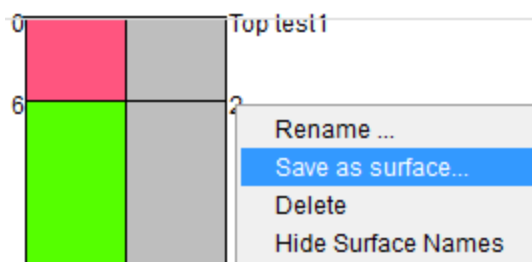 0 Top test1
6 2
Rename ...
Save as surface...
Delete
Hide Surface Names